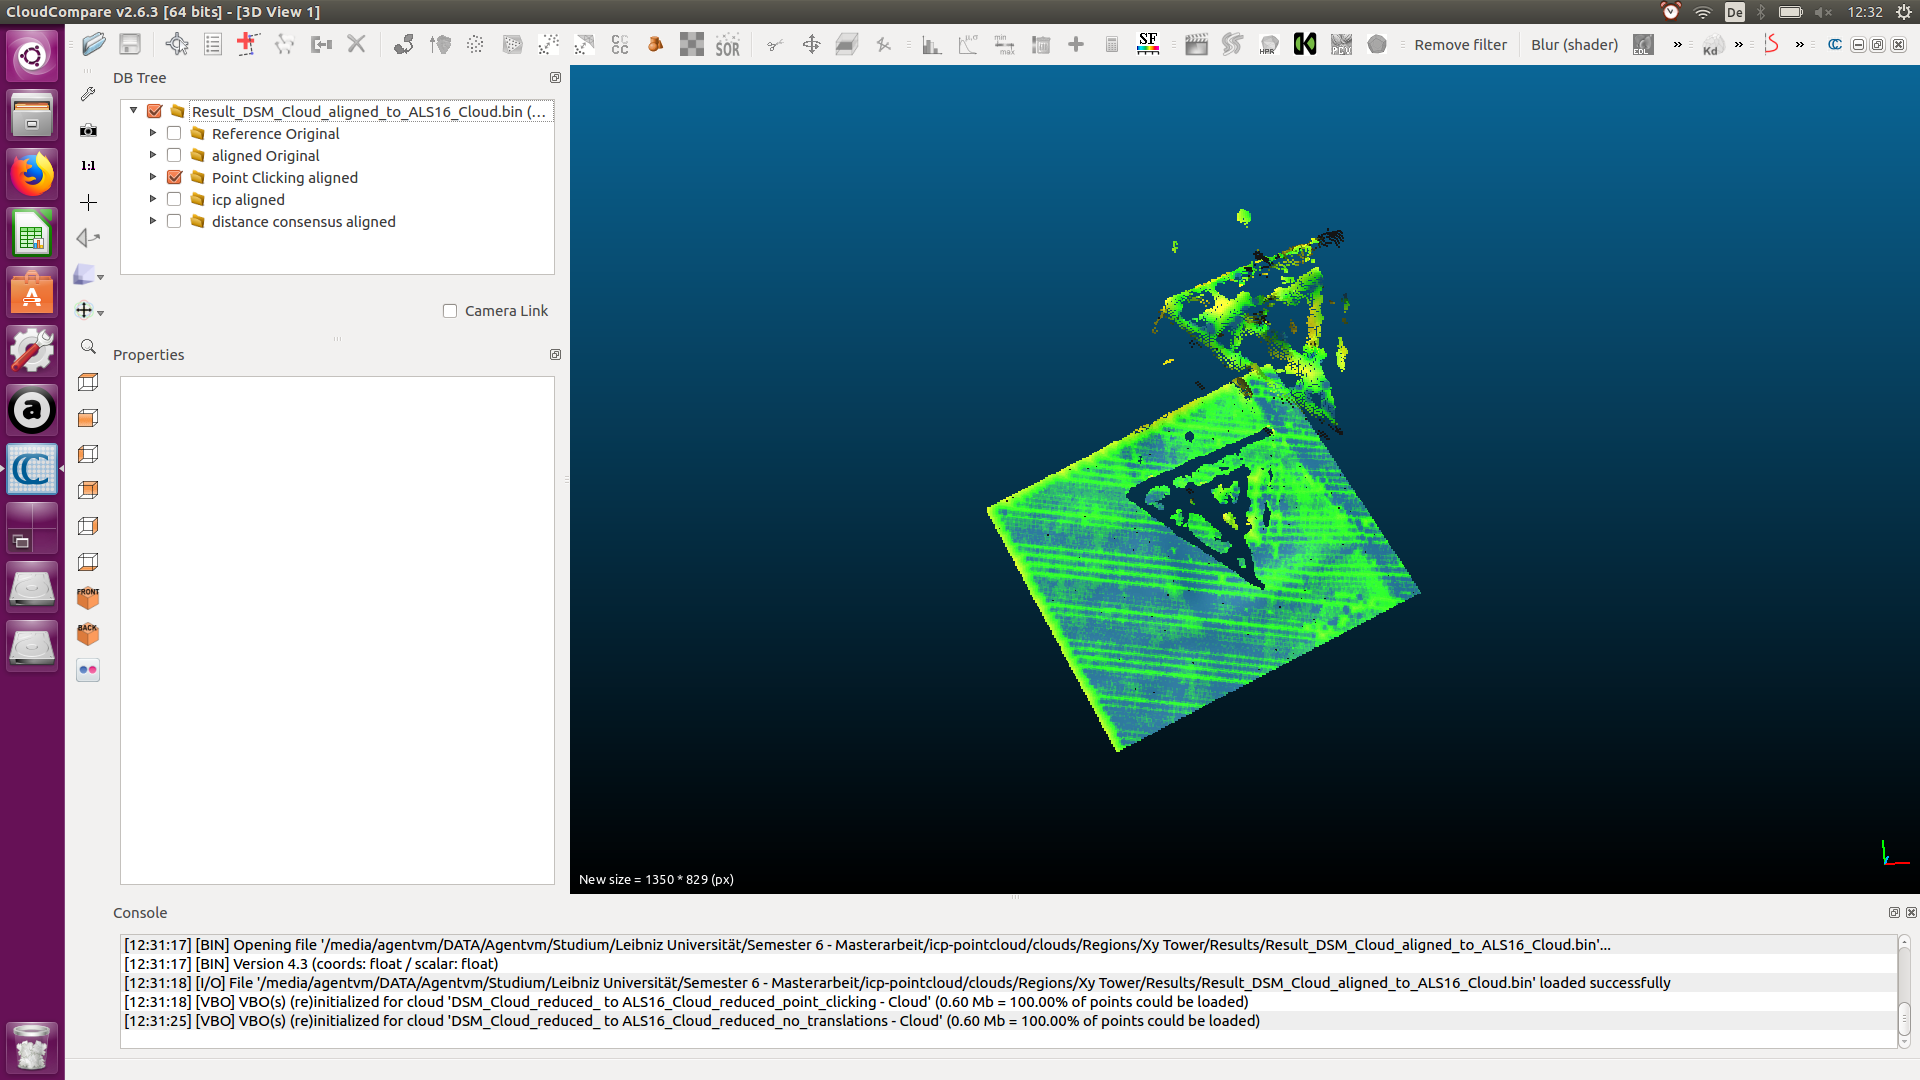 CloudCompare v2.6.3 [64 bits] - [3D View 1]
De
12:32
SOR
SF
Remove filter
Blur (shader)
EDL
»
Kd
»
»
DB Tree
Result_DSM_Cloud_aligned_to_ALS16_Cloud.bin (...
Reference Original
aligned Original
Point Clicking aligned
icp aligned
distance consensus aligned
1:1
Camera Link
Properties
FRONT
BACK
New size = 1350 * 829 (px)
Console
[12:31:17] [BIN] Opening file '/media/agentvm/DATA/Agentvm/Studium/Leibniz Universität/Semester 6 - Masterarbeit/icp-pointcloud/clouds/Regions/Xy Tower/Results/Result_DSM_Cloud_aligned_to_ALS16_Cloud.bin'...
[12:31:17] [BIN] Version 4.3 (coords: float / scalar: float)
[12:31:18] [I/O] File '/media/agentvm/DATA/Agentvm/Studium/Leibniz Universität/Semester 6 - Masterarbeit/icp-pointcloud/clouds/Regions/Xy Tower/Results/Result_DSM_Cloud_aligned_to_ALS16_Cloud.bin' loaded successfully
[12:31:18] [VBO] VBO(s) (re)initialized for cloud 'DSM_Cloud_reduced_ to ALS16_Cloud_reduced_point_clicking - Cloud' (0.60 Mb = 100.00% of points could be loaded)
[12:31:25] [VBO] VBO(s) (re)initialized for cloud 'DSM_Cloud_reduced_ to ALS16_Cloud_reduced_no_translations - Cloud' (0.60 Mb = 100.00% of points could be loaded)